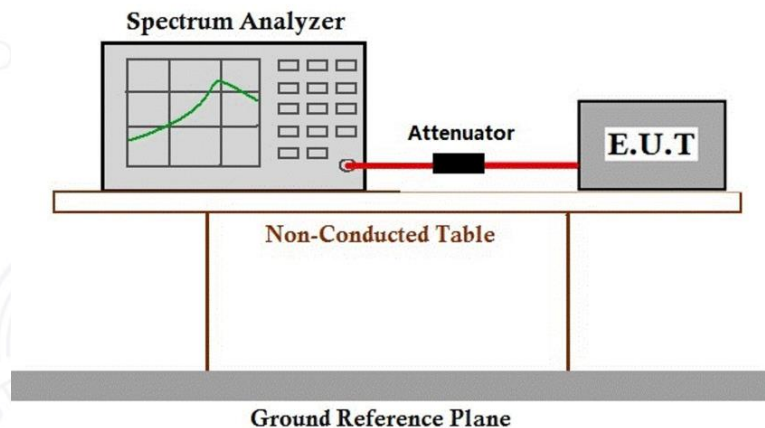 Spectrum Analyzer
Attenuator
E.U.T
Non-Conducted Table
Ground Reference Plane